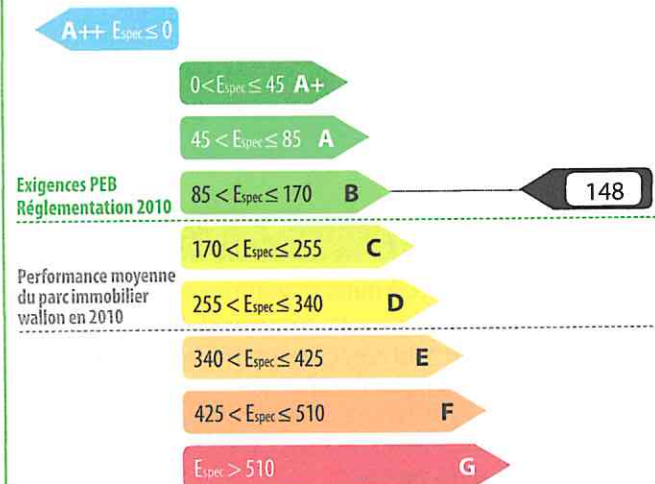 A++ Espec ≤ 0
0 < Espec ≤ 45 A+
45 < Espec ≤ 85 A
Exigences PEB
Réglementation 2010
85 < Espec ≤ 170 B
148
170 < Espec ≤ 255 C
Performance moyenne
du parc immobilier
wallon en 2010
255 < Espec ≤ 340 D
340 < Espec ≤ 425 E
425 < Espec ≤ 510 F
Espec > 510 G